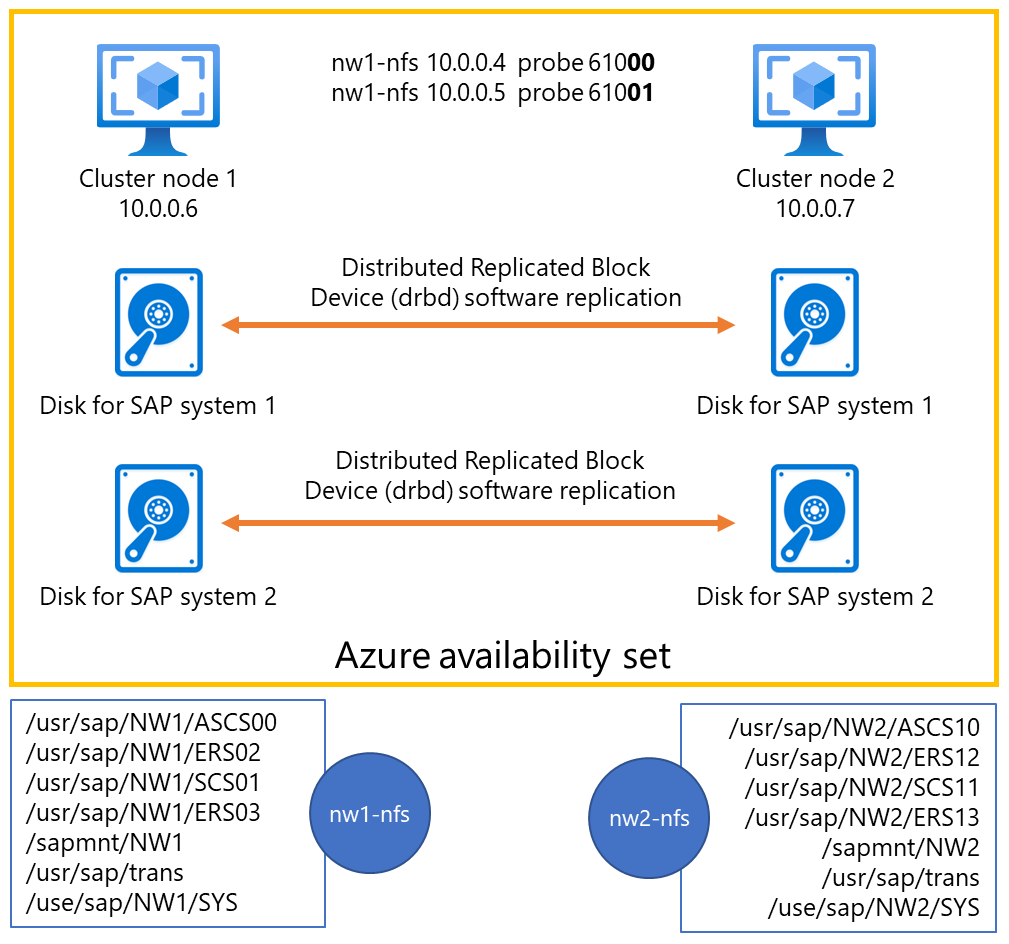 nw1-nfs 10.0.0.4 probe 61000
nw1-nfs 10.0.0.5 probe 61001
Cluster node 1
10.0.0.6
Cluster node 2
10.0.0.7
Distributed Replicated Block
Device (drbd) software replication
Disk for SAP system 1
Disk for SAP system 1
Distributed Replicated Block
Device (drbd) software replication
Disk for SAP system 2
Disk for SAP system 2
Azure availability set
/usr/sap/NW1/ASCS00
/usr/sap/NW1/ERS02
/usr/sap/NW1/SCS01
/usr/sap/NW1/ERS03
/sapmnt/NW1
/usr/sap/trans
/use/sap/NW1/SYS
nw1-nfs
nw2-nfs
/usr/sap/NW2/ASCS10
/usr/sap/NW2/ERS12
/usr/sap/NW2/SCS11
/usr/sap/NW2/ERS13
/sapmnt/NW2
/usr/sap/trans
/use/sap/NW2/SYS